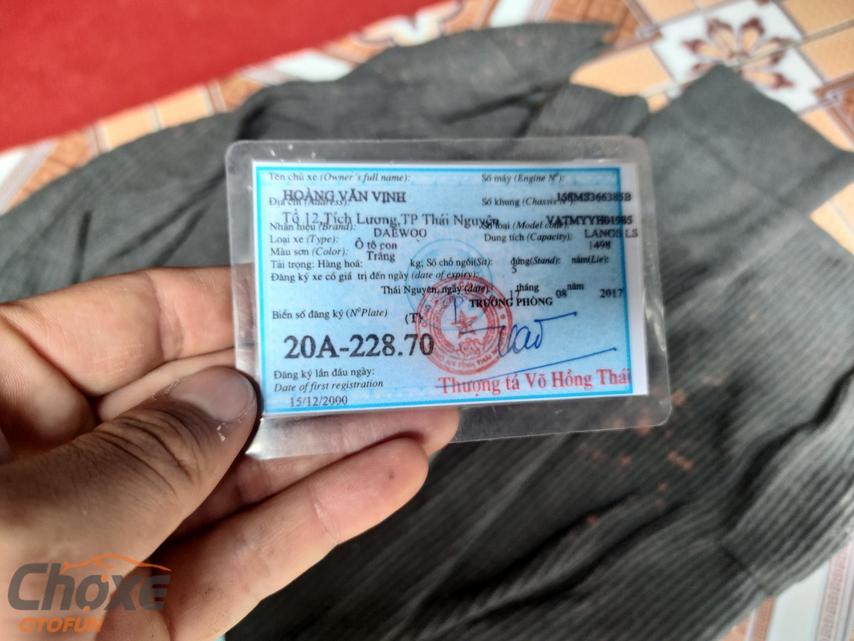 Tên chủ xe (Owner's full name):
HOÀNG VĂN VỊNH
Số máy (Engine Nº):
Địa chỉ (Address):
Số khung (Chassis Nº):
Tổ 12,Tích Lương,TP Thái Nguyên
Nhãn hiệu (Brand):
DAEWOO
Số loại (Model code):
LANOS LS
Loại xe (Type):
Ô tô con
Dung tích (Capacity):
1498
Màu sơn (Color):
Trắng
Tải trọng: Hàng hoá: kg; Số chỗ ngồi(Sit): 5 đứng(Stand): nằm(Lie):
Đăng ký xe có giá trị đến ngày (date of expiry):
Thái Nguyên, ngày (date) tháng 08 năm 2017
TRƯỞNG PHÒNG
Biển số đăng ký (NºPlate) (T)
20A-228.70
Đăng ký lần đầu ngày:
Thượng tá Võ Hồng Thái
Date of first registration
15/12/2000
Choxe
OTOFUN